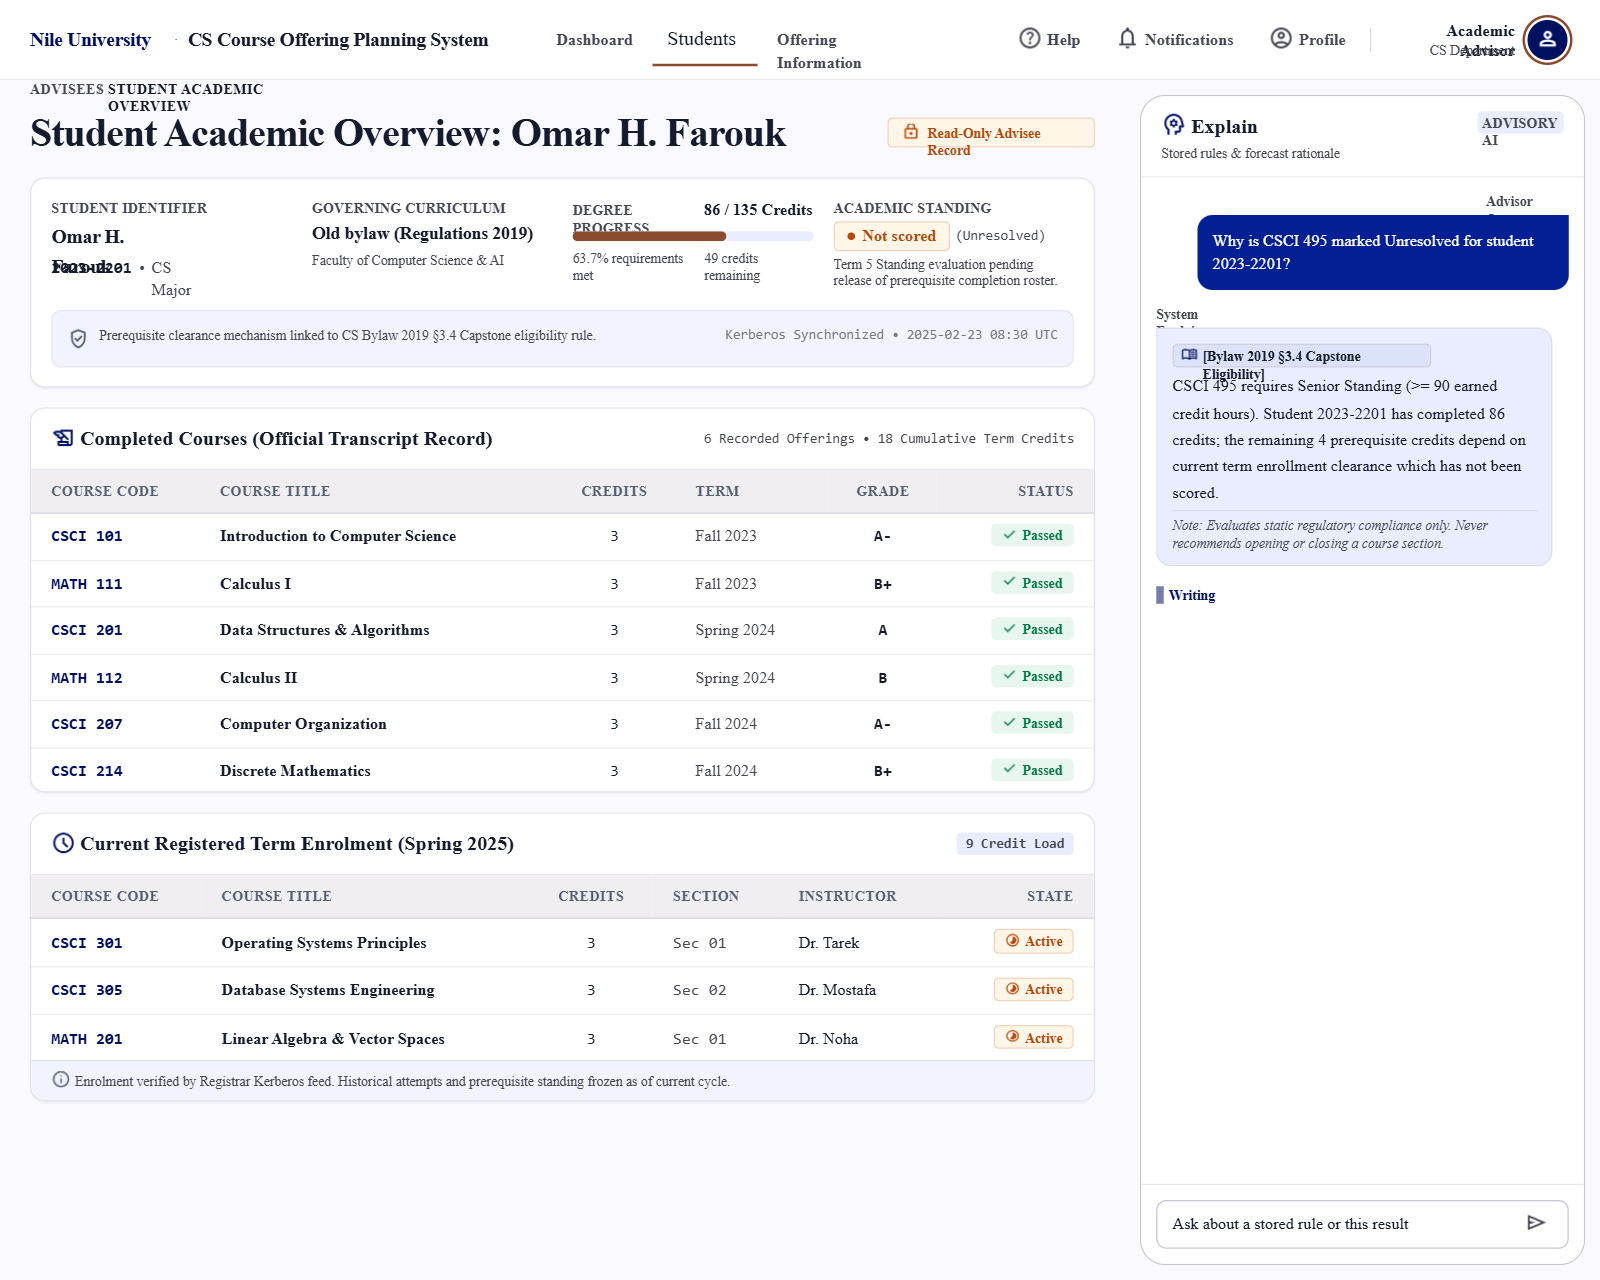 Nile University · CS Course Offering Planning System
Dashboard
Students
Offering
Information
Help
Notifications
Profile
Academic
Advisor
CS Department
ADVISEES
STUDENT ACADEMIC
OVERVIEW
Student Academic Overview: Omar H. Farouk
Read-Only Advisee
Record
STUDENT IDENTIFIER
Omar H.
Farouk
2023-2201 • CS
Major
GOVERNING CURRICULUM
Old bylaw (Regulations 2019)
Faculty of Computer Science & AI
DEGREE
PROGRESS
86 / 135 Credits
63.7% requirements
met
49 credits
remaining
ACADEMIC STANDING
Not scored (Unresolved)
Term 5 Standing evaluation pending
release of prerequisite completion roster.
Prerequisite clearance mechanism linked to CS Bylaw 2019 §3.4 Capstone eligibility rule.
Kerberos Synchronized • 2025-02-23 08:30 UTC
Completed Courses (Official Transcript Record)
6 Recorded Offerings • 18 Cumulative Term Credits
COURSE CODE COURSE TITLE CREDITS TERM GRADE STATUS
CSCI 101 Introduction to Computer Science 3 Fall 2023 A- Passed
MATH 111 Calculus I 3 Fall 2023 B+ Passed
CSCI 201 Data Structures & Algorithms 3 Spring 2024 A Passed
MATH 112 Calculus II 3 Spring 2024 B Passed
CSCI 207 Computer Organization 3 Fall 2024 A- Passed
CSCI 214 Discrete Mathematics 3 Fall 2024 B+ Passed
Current Registered Term Enrolment (Spring 2025)
9 Credit Load
COURSE CODE COURSE TITLE CREDITS SECTION INSTRUCTOR STATE
CSCI 301 Operating Systems Principles 3 Sec 01 Dr. Tarek Active
CSCI 305 Database Systems Engineering 3 Sec 02 Dr. Mostafa Active
MATH 201 Linear Algebra & Vector Spaces 3 Sec 01 Dr. Noha Active
Enrolment verified by Registrar Kerberos feed. Historical attempts and prerequisite standing frozen as of current cycle.
Explain
ADVISORY
AI
Stored rules & forecast rationale
Advisor
Why is CSCI 495 marked Unresolved for student
2023-2201?
System
[Bylaw 2019 §3.4 Capstone
Eligibility]
CSCI 495 requires Senior Standing (>= 90 earned
credit hours). Student 2023-2201 has completed 86
credits; the remaining 4 prerequisite credits depend on
current term enrollment clearance which has not been
scored.
Note: Evaluates static regulatory compliance only. Never
recommends opening or closing a course section.
Writing
Ask about a stored rule or this result